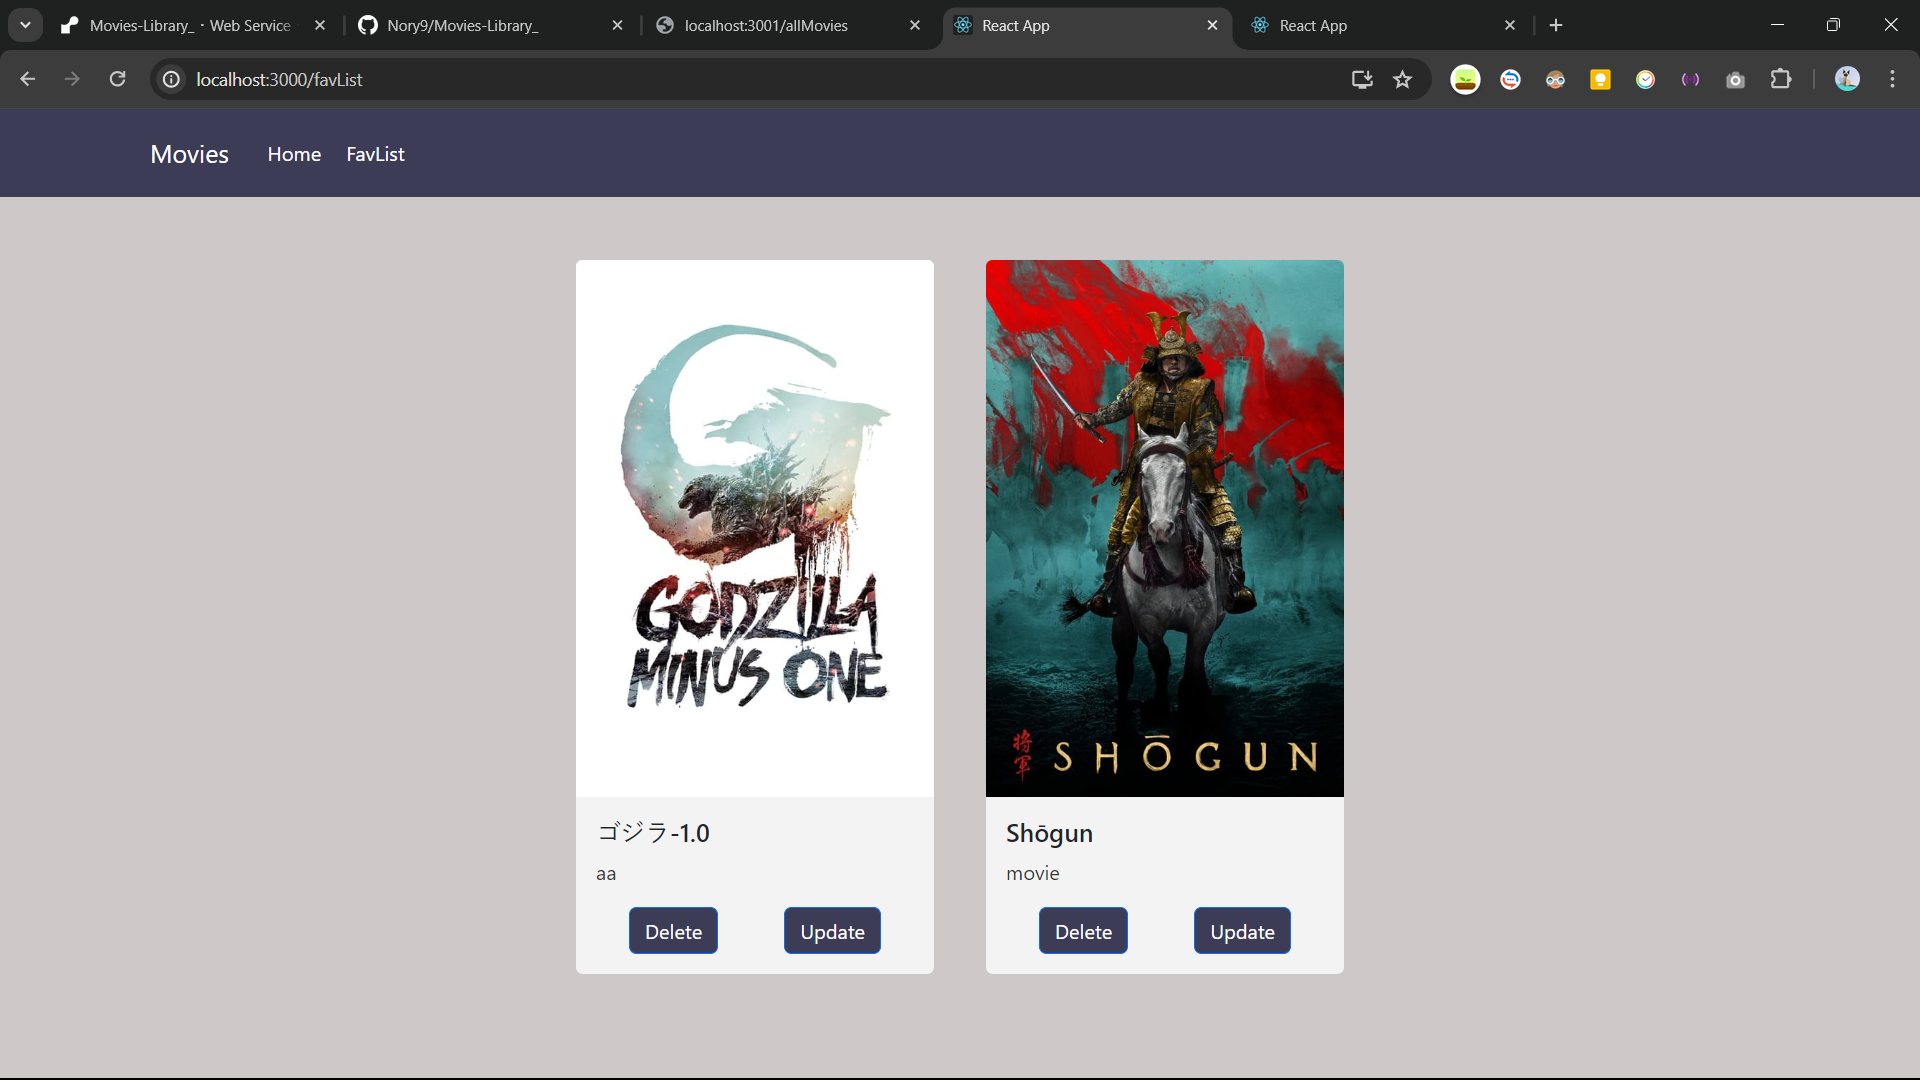 Movies-Library_ · Web Service
Nory9/Movies-Library_
localhost:3001/allMovies
React App
React App
localhost:3000/favList
Movies
Home
FavList
GODZILLA
MINUS ONE
将軍
SHŌGUN
ゴジラ-1.0
aa
Delete
Update
Shōgun
movie
Delete
Update